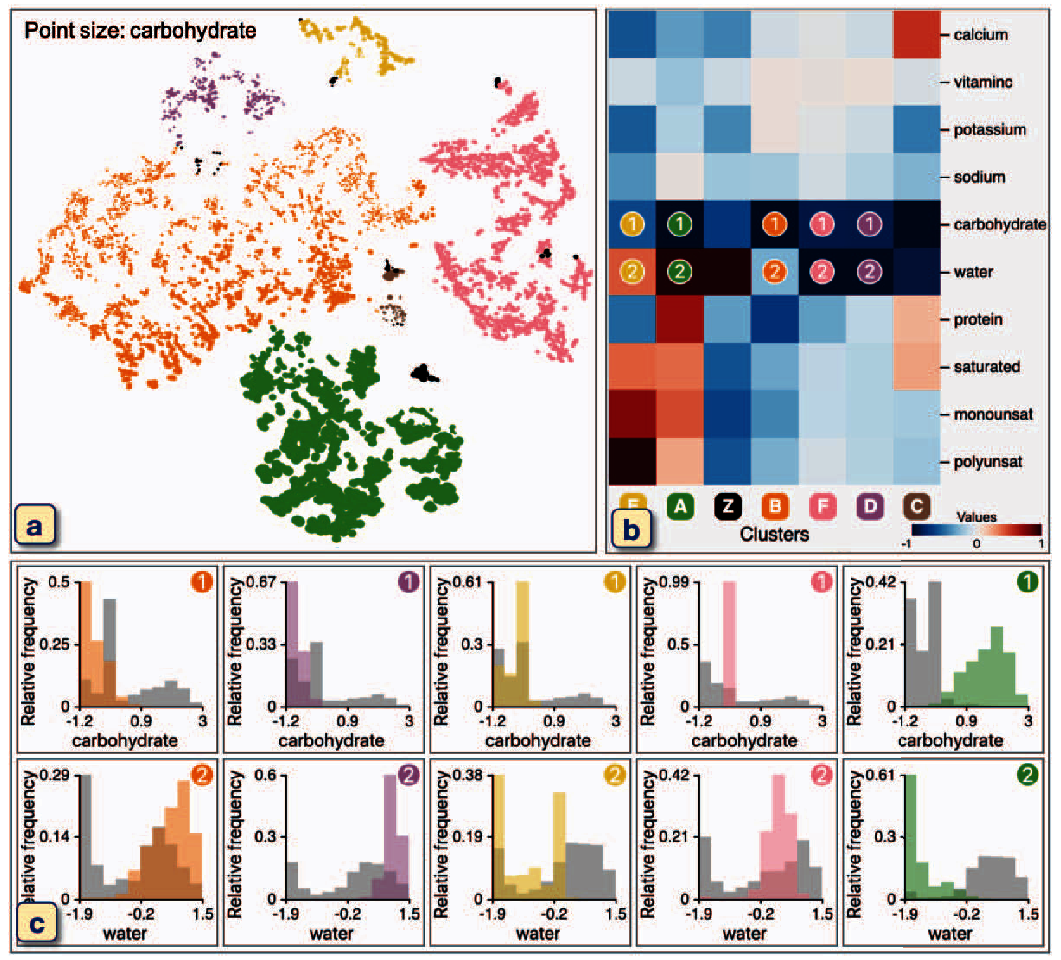 Point size: carbohydrate
a
calcium
vitaminc
potassium
sodium
1 1 1 1 1 carbohydrate
2 2 2 2 2 water
protein
saturated
monounsat
polyunsat
E A Z B F D C
Clusters
Values
-1 0 1
b
Relative frequency 0.5 0.25 0 -1.2 0.9 3 carbohydrate 1
Relative frequency 0.67 0.33 0 -1.2 0.9 3 carbohydrate 1
Relative frequency 0.61 0.3 0 -1.2 0.9 3 carbohydrate 1
Relative frequency 0.99 0.5 0 -1.2 0.9 3 carbohydrate 1
Relative frequency 0.42 0.21 0 -1.2 0.9 3 carbohydrate 1
Relative frequency 0.29 0.14 0 -1.9 -0.2 1.5 water 2
Relative frequency 0.6 0.3 0 -1.9 -0.2 1.5 water 2
Relative frequency 0.38 0.19 0 -1.9 -0.2 1.5 water 2
Relative frequency 0.42 0.21 0 -1.9 -0.2 1.5 water 2
Relative frequency 0.61 0.3 0 -1.9 -0.2 1.5 water 2
c